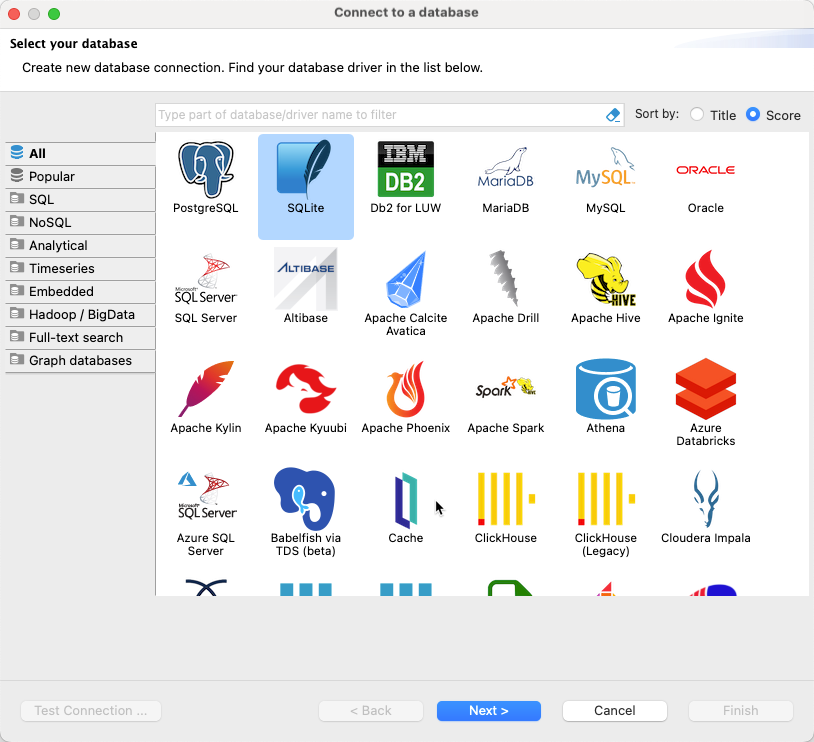 Connect to a database
Select your database
Create new database connection. Find your database driver in the list below.
Type part of database/driver name to filter
Sort by:
Title
Score
All
Popular
SQL
NoSQL
Analytical
Timeseries
Embedded
Hadoop / BigData
Full-text search
Graph databases
PostgreSQL
SQLite
IBM
DB2
Db2 for LUW
MariaDB
MariaDB
MySQL
MySQL
ORACLE
Oracle
Microsoft
SQL Server
SQL Server
ALTIBASE
Altibase
Apache Calcite
Avatica
Apache Drill
HIVE
Apache Hive
Apache Ignite
Apache Kylin
Apache Kyuubi
Apache Phoenix
Spark
HIVE
Apache Spark
Athena
Azure
Databricks
Microsoft
SQL Server
Azure SQL
Server
Babelfish via
TDS (beta)
Cache
ClickHouse
ClickHouse
(Legacy)
Cloudera Impala
Test Connection ...
< Back
Next >
Cancel
Finish